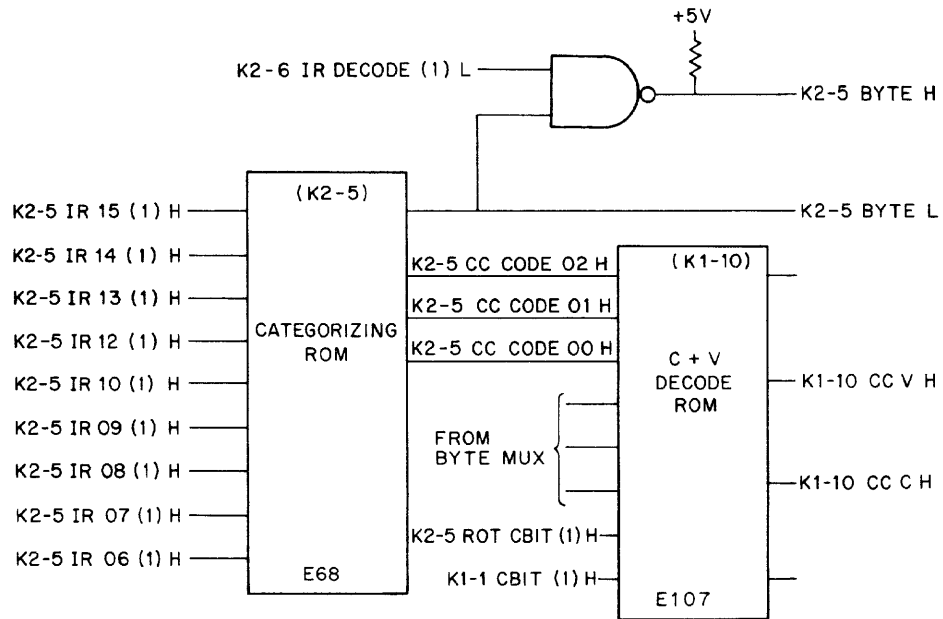 +5V
K2-6 IR DECODE (1) L
K2-5 BYTE H
(K2-5)
K2-5 IR 15 (1) H
K2-5 BYTE L
K2-5 IR 14 (1) H
K2-5 CC CODE 02 H
(K1-10)
K2-5 IR 13 (1) H
K2-5 CC CODE 01 H
CATEGORIZING
ROM
K2-5 IR 12 (1) H
K2-5 CC CODE 00 H
C + V
DECODE
ROM
K2-5 IR 10 (1) H
K1-10 CC V H
K2-5 IR 09 (1) H
FROM
BYTE MUX
K2-5 IR 08 (1) H
K1-10 CC C H
K2-5 IR 07 (1) H
K2-5 ROT CBIT (1) H
K2-5 IR 06 (1) H
E68
K1-1 CBIT (1) H
E107